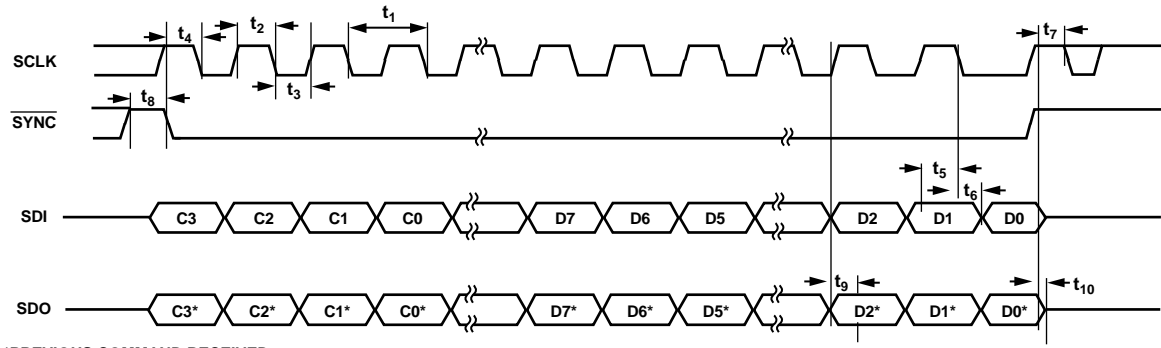 t4 t2 t1 t7
SCLK
t3
t8
SYNC
t5
t6
SDI C3 C2 C1 C0 D7 D6 D5 D2 D1 D0
t9
t10
SDO C3* C2* C1* C0* D7* D6* D5* D2* D1* D0*